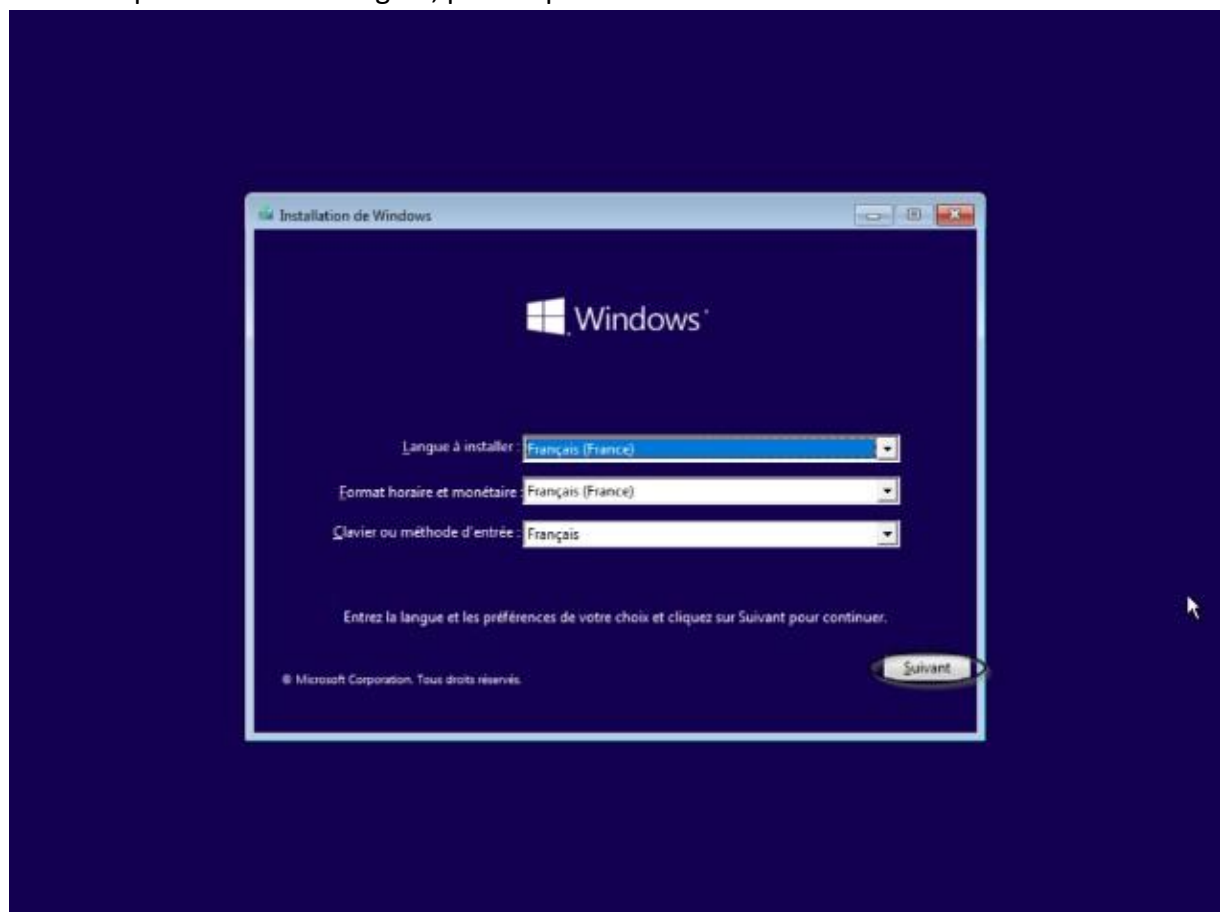 Installation de Windows
Windows
Langue à installer : Français (France)
Format horaire et monétaire : Français (France)
Clavier ou méthode d'entrée : Français
Entrez la langue et les préférences de votre choix et cliquez sur Suivant pour continuer.
Suivant
© Microsoft Corporation. Tous droits réservés.